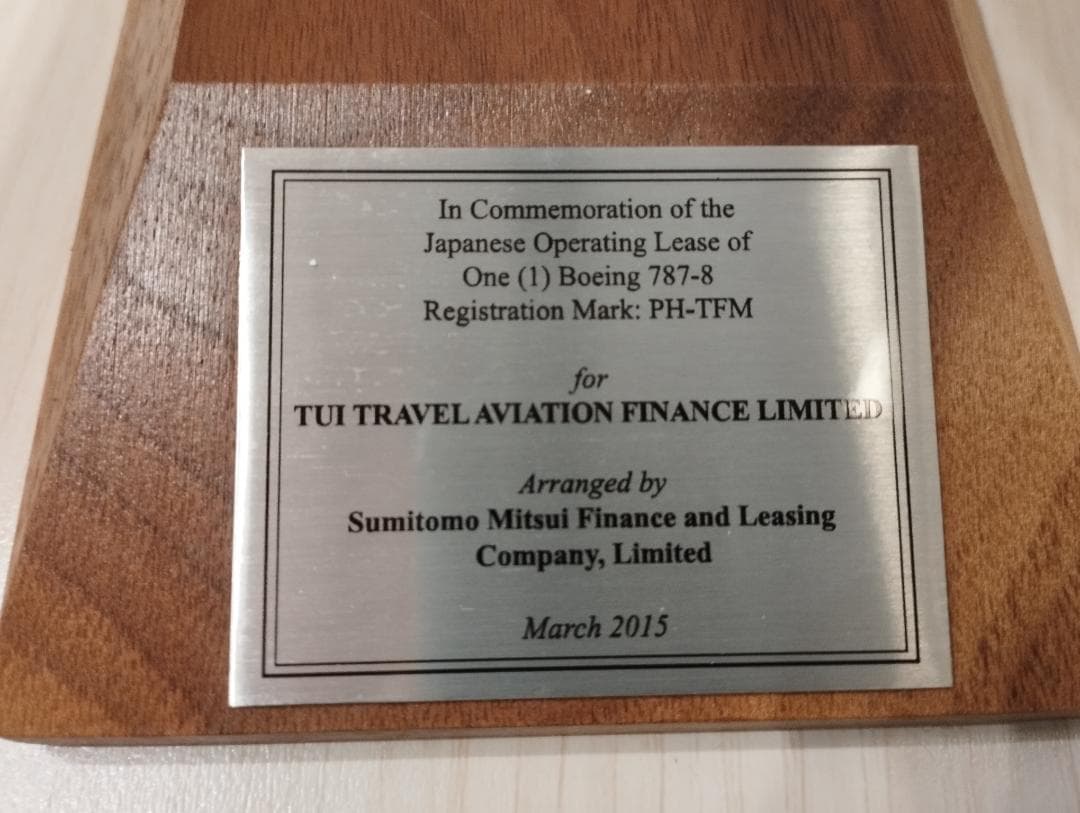 In Commemoration of the
Japanese Operating Lease of
One (1) Boeing 787-8
Registration Mark: PH-TFM
for
TUI TRAVEL AVIATION FINANCE LIMITED
Arranged by
Sumitomo Mitsui Finance and Leasing
Company, Limited
March 2015